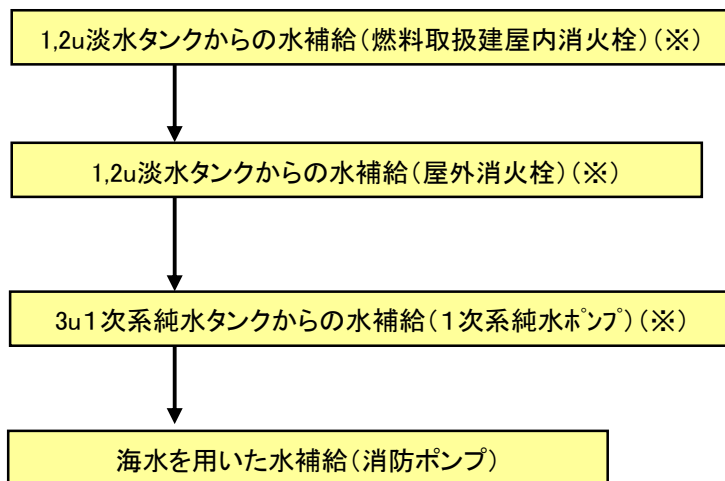 1,2u淡水タンクからの水補給(燃料取扱建屋内消火栓)(※)
1,2u淡水タンクからの水補給(屋外消火栓)(※)
3u1次系純水タンクからの水補給(1次系純水ﾎﾟﾝﾌﾟ)(※)
海水を用いた水補給(消防ポンプ)